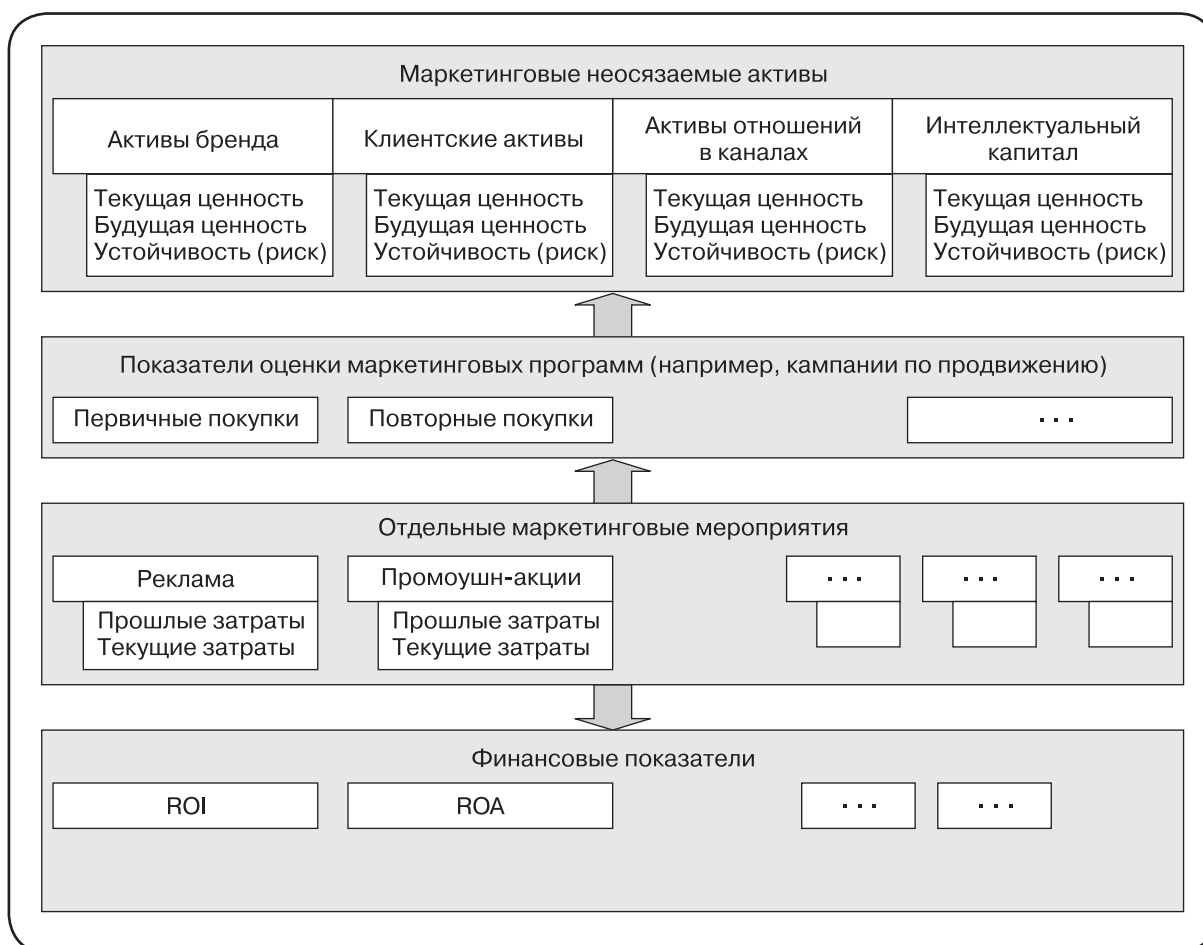 Маркетинговые неосязаемые активы
Активы бренда
Клиентские активы
Активы отношений
в каналах
Интеллектуальный
капитал
Текущая ценность
Будущая ценность
Устойчивость (риск)
Текущая ценность
Будущая ценность
Устойчивость (риск)
Текущая ценность
Будущая ценность
Устойчивость (риск)
Текущая ценность
Будущая ценность
Устойчивость (риск)
Показатели оценки маркетинговых программ (например, кампании по продвижению)
Первичные покупки
Повторные покупки
. . .
Отдельные маркетинговые мероприятия
Реклама
Промоушн-акции
. . .
. . .
. . .
Прошлые затраты
Текущие затраты
Прошлые затраты
Текущие затраты
Финансовые показатели
ROI
ROA
. . .
. . .